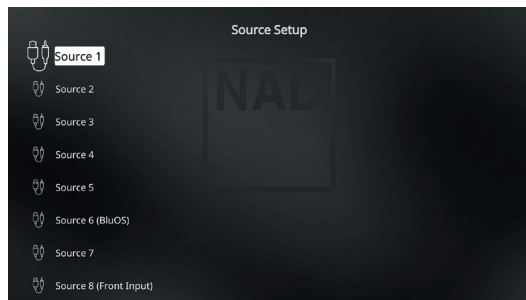 Source Setup
Source 1
NAD
Source 2
Source 3
Source 4
Source 5
Source 6 (BluOS)
Source 7
Source 8 (Front Input)